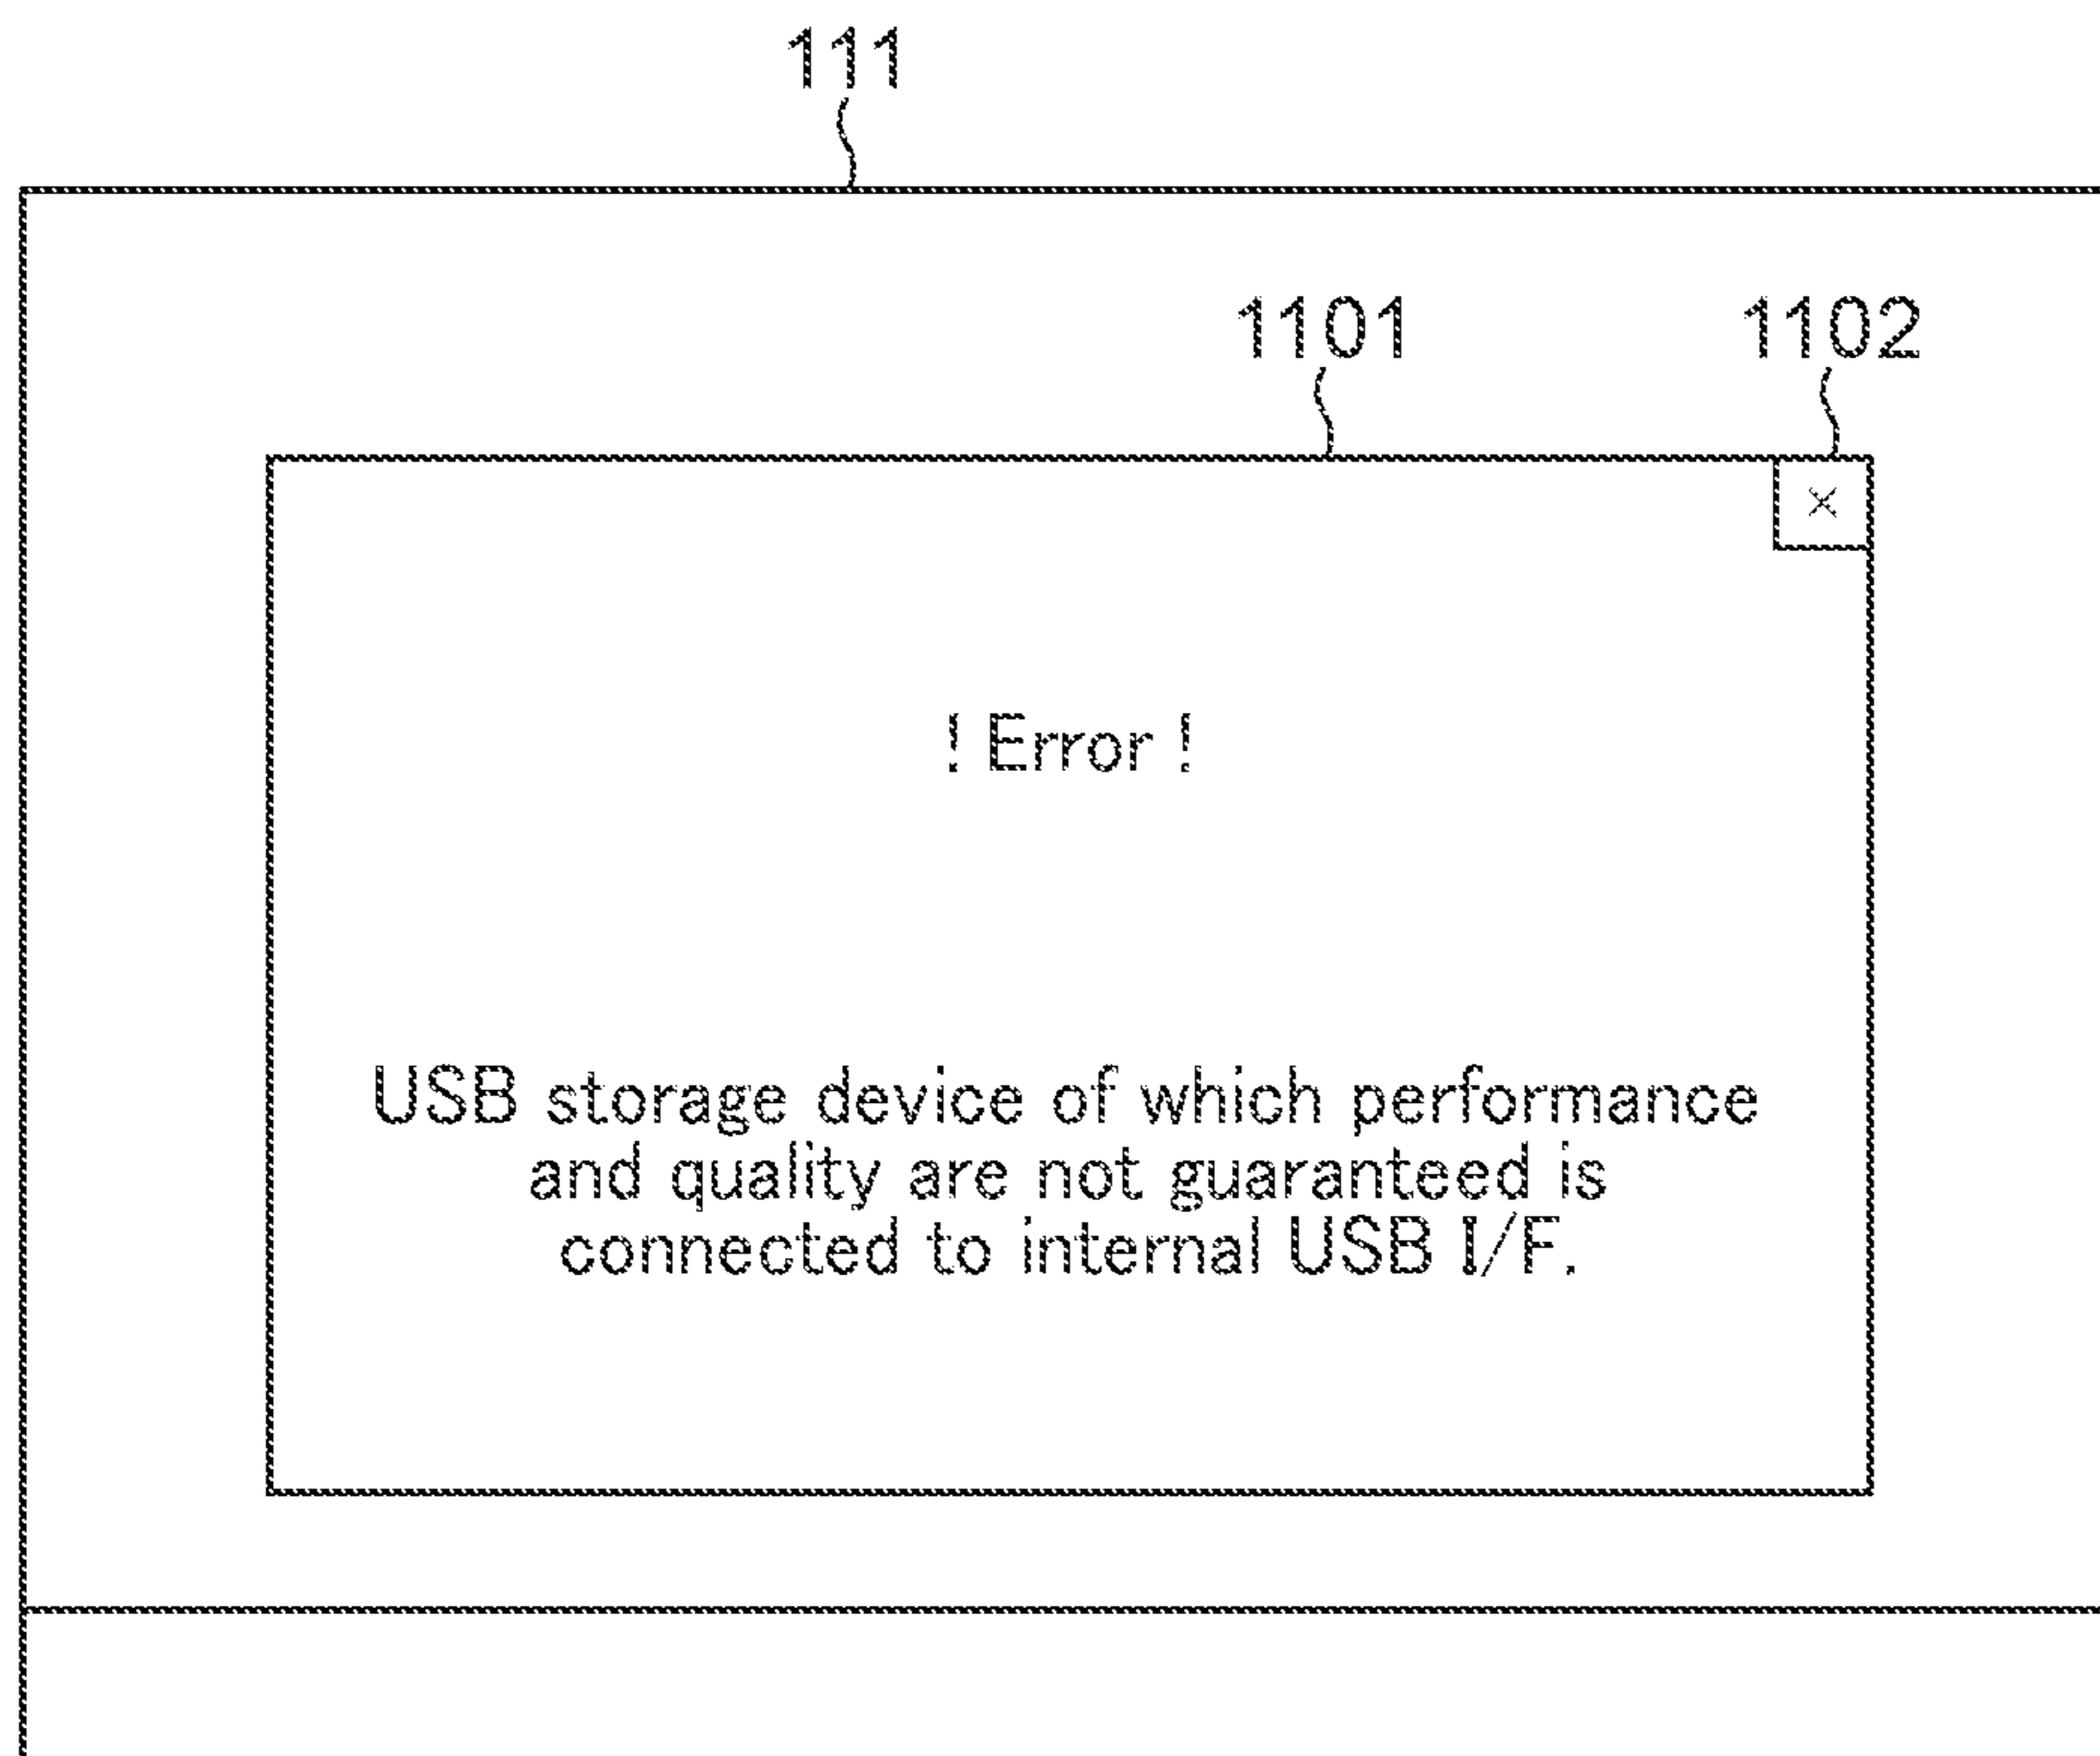 111
1101 1102
×
! Error !
USB storage device of which performance
and quality are not guaranteed is
connected to internal USB I/F.